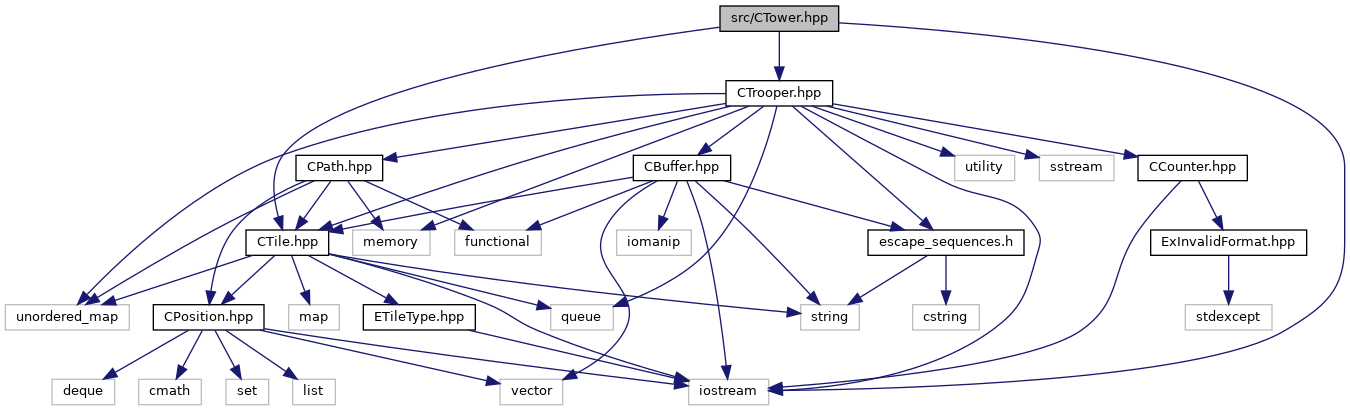 src/CTower.hpp
CTrooper.hpp
CPath.hpp
CBuffer.hpp
utility
sstream
CCounter.hpp
CTile.hpp
memory
functional
iomanip
escape_sequences.h
ExInvalidFormat.hpp
unordered_map
CPosition.hpp
map
ETileType.hpp
queue
string
cstring
stdexcept
deque
cmath
set
list
vector
iostream